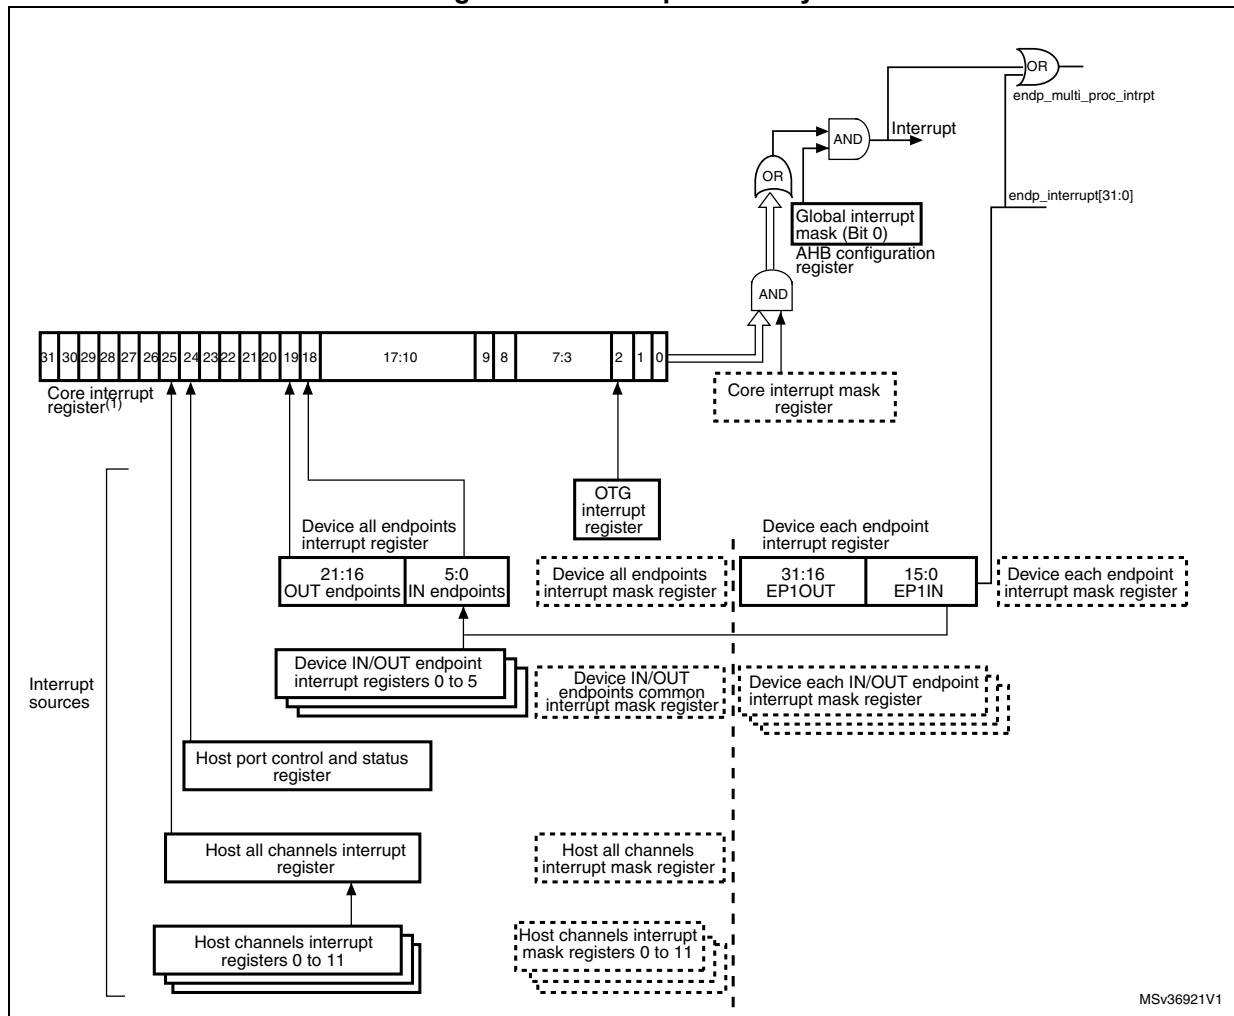 OR
endp_multi_proc_intrpt
AND
Interrupt
OR
endp_interrupt[31:0]
Global interrupt
mask (Bit 0)
AHB configuration
register
AND
31 30 29 28 27 26 25 24 23 22 21 20 19 18 17:10 9 8 7:3 2 1 0
Core interrupt
register(1)
Core interrupt mask
register
OTG
interrupt
register
Device all endpoints
interrupt register
Device each endpoint
interrupt register
21:16
OUT endpoints
5:0
IN endpoints
Device all endpoints
interrupt mask register
31:16
EP1OUT
15:0
EP1IN
Device each endpoint
interrupt mask register
Interrupt
sources
Device IN/OUT endpoint
interrupt registers 0 to 5
Device IN/OUT
endpoints common
interrupt mask register
Device each IN/OUT endpoint
interrupt mask register
Host port control and status
register
Host all channels interrupt
register
Host all channels
interrupt mask register
Host channels interrupt
registers 0 to 11
Host channels interrupt
mask registers 0 to 11
MSv36921V1